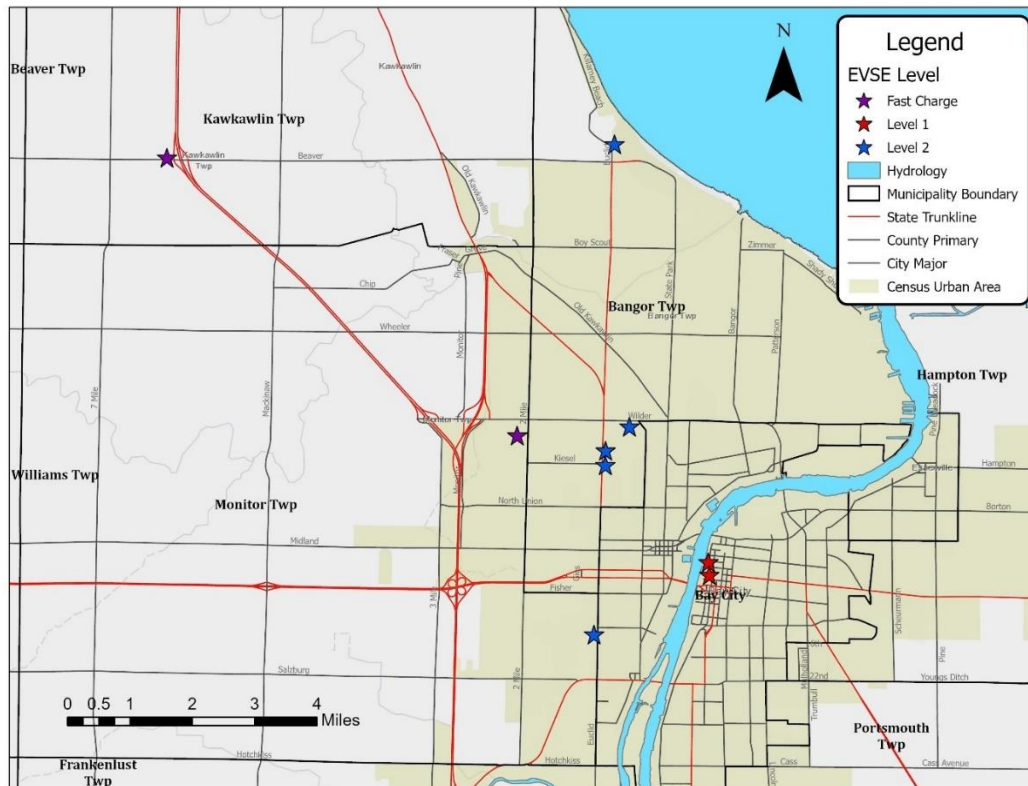 Legend
EVSE Level
Fast Charge
Level 1
Level 2
Hydrology
Municipality Boundary
State Trunkline
County Primary
City Major
Census Urban Area
N
Beaver Twp
Kawkawlin Twp
Kawkawlin
Killarney Beach
Kawkawlin
Twp
Beaver
Old Kawkawlin
Boy Scout
Zimmer
State Park
Chip
Pine
Bangor Twp
Bangor Twp
Old Kawkawlin
Bangor
Patterson
Wheeler
Monitor
Hampton Twp
7 Mile
Mackinaw
Monitor Twp
2 Mile
Wilder
Kiesel
Hampton
Williams Twp
Monitor Twp
North Union
Borton
Midland
Fisher
3 Mile
Bay City
Scheurmann
Pine
Salzburg
2 Mile
22nd
Youngs Ditch
Trumbull
0 0.5 1 2 3 4
Miles
Euclid
Portsmouth
Twp
Hotchkiss
Hotchkiss
Cass
Cass Avenue
Frankenlust
Twp